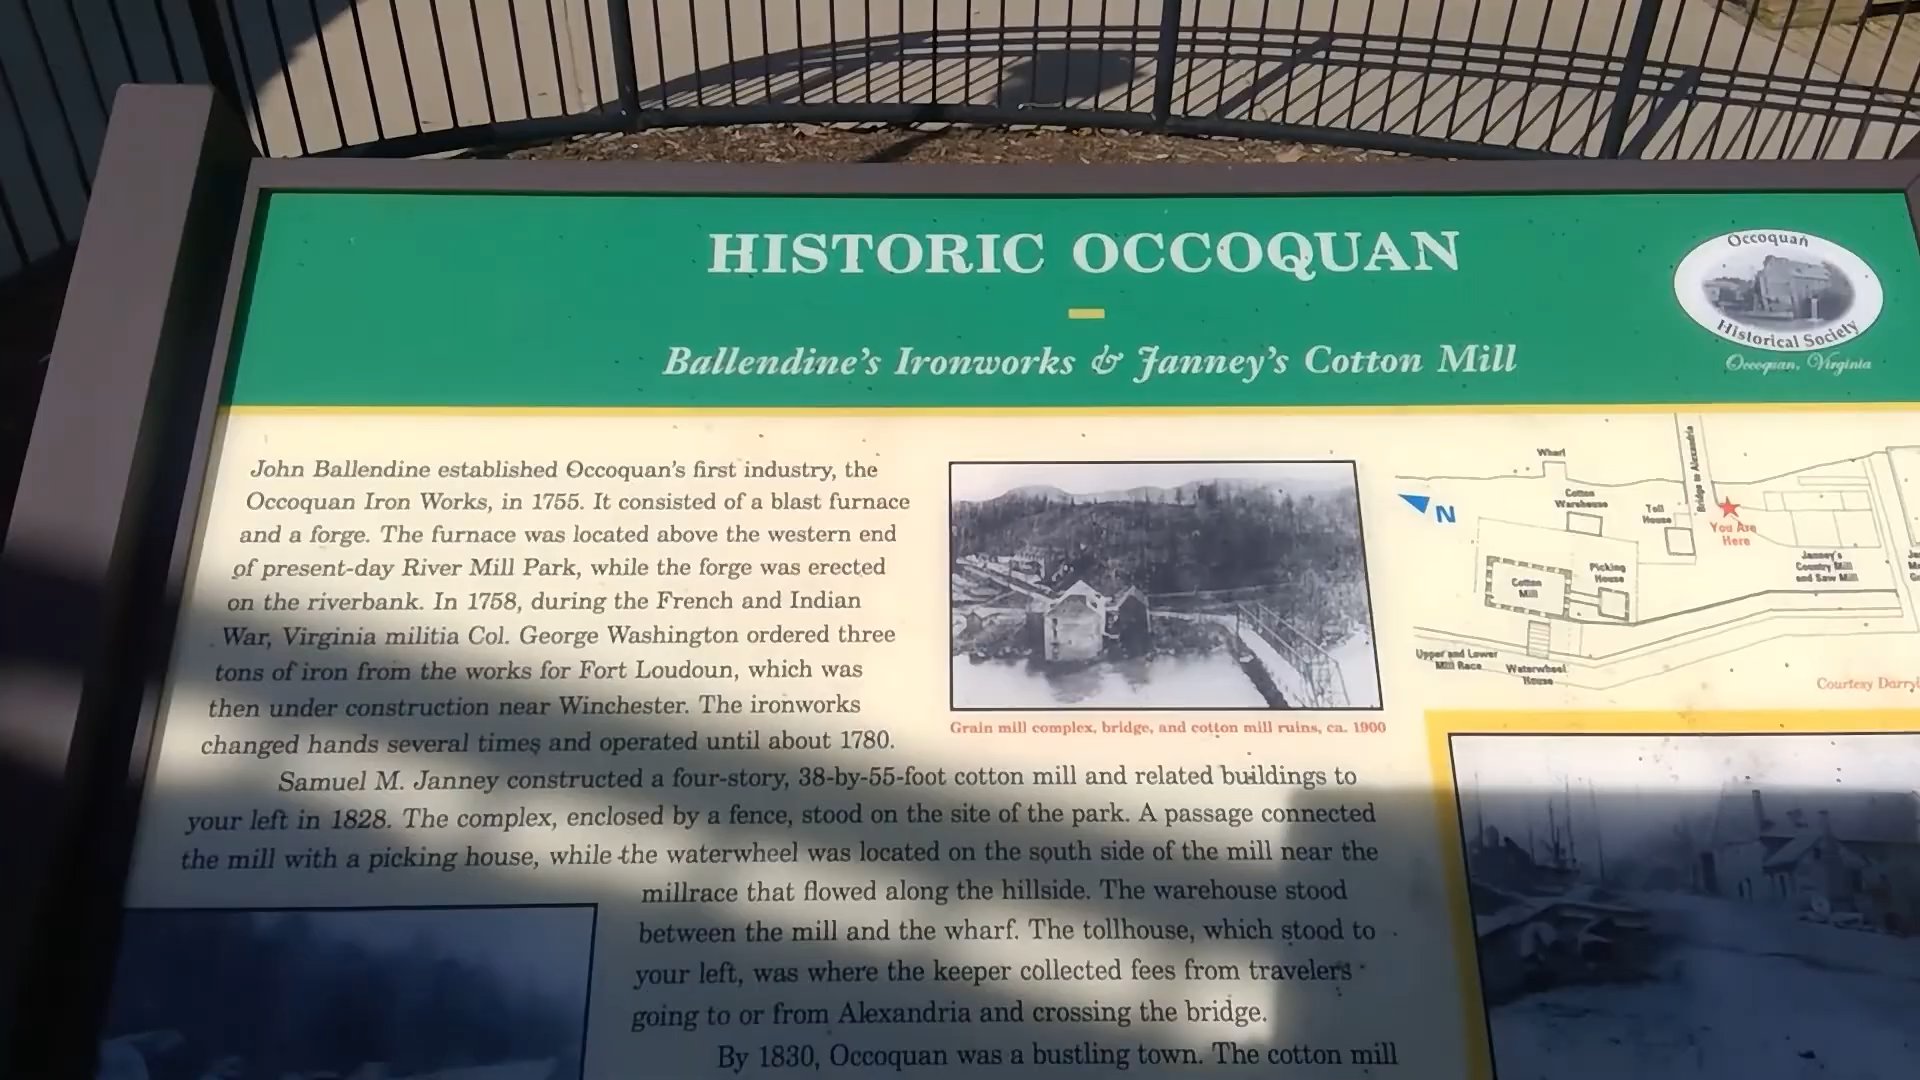 HISTORIC OCCOQUAN
Ballendine's Ironworks & Janney's Cotton Mill
Occoquan
Historical Society
Occoquan, Virginia
John Ballendine established Occoquan's first industry, the
Occoquan Iron Works, in 1755. It consisted of a blast furnace
and a forge. The furnace was located above the western end
of present-day River Mill Park, while the forge was erected
on the riverbank. In 1758, during the French and Indian
War, Virginia militia Col. George Washington ordered three
tons of iron from the works for Fort Loudoun, which was
then under construction near Winchester. The ironworks
changed hands several times and operated until about 1780.
Samuel M. Janney constructed a four-story, 38-by-55-foot cotton mill and related buildings to
your left in 1828. The complex, enclosed by a fence, stood on the site of the park. A passage connected
the mill with a picking house, while the waterwheel was located on the south side of the mill near the
millrace that flowed along the hillside. The warehouse stood
between the mill and the wharf. The tollhouse, which stood to
your left, was where the keeper collected fees from travelers
going to or from Alexandria and crossing the bridge.
By 1830, Occoquan was a bustling town. The cotton mill
Grain mill complex, bridge, and cotton mill ruins, ca. 1900
N
Wharf
Cotton
Warehouse
Toll
House
Bridge to Alexandria
You Are
Here
Cotton
Mill
Picking
House
Janney's
Country Mill
and Saw Mill
Upper and Lower
Mill Race
Waterwheel
House
Courtesy Darryl